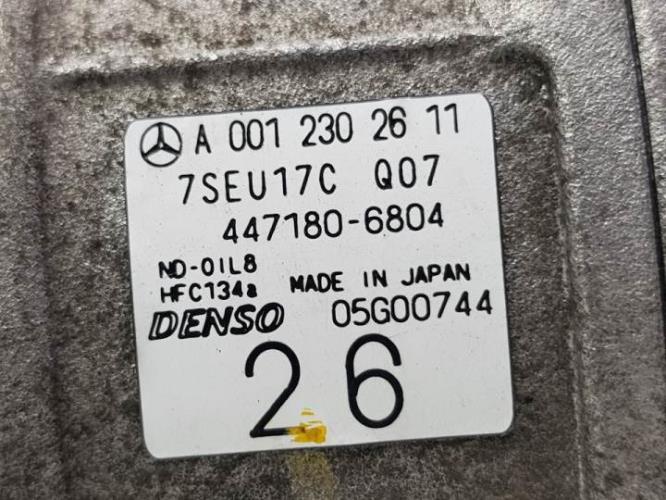 A 001 230 26 11
7SEU17C Q07
447180-6804
ND-OIL8
HFC134a MADE IN JAPAN
DENSO 05G00744
26